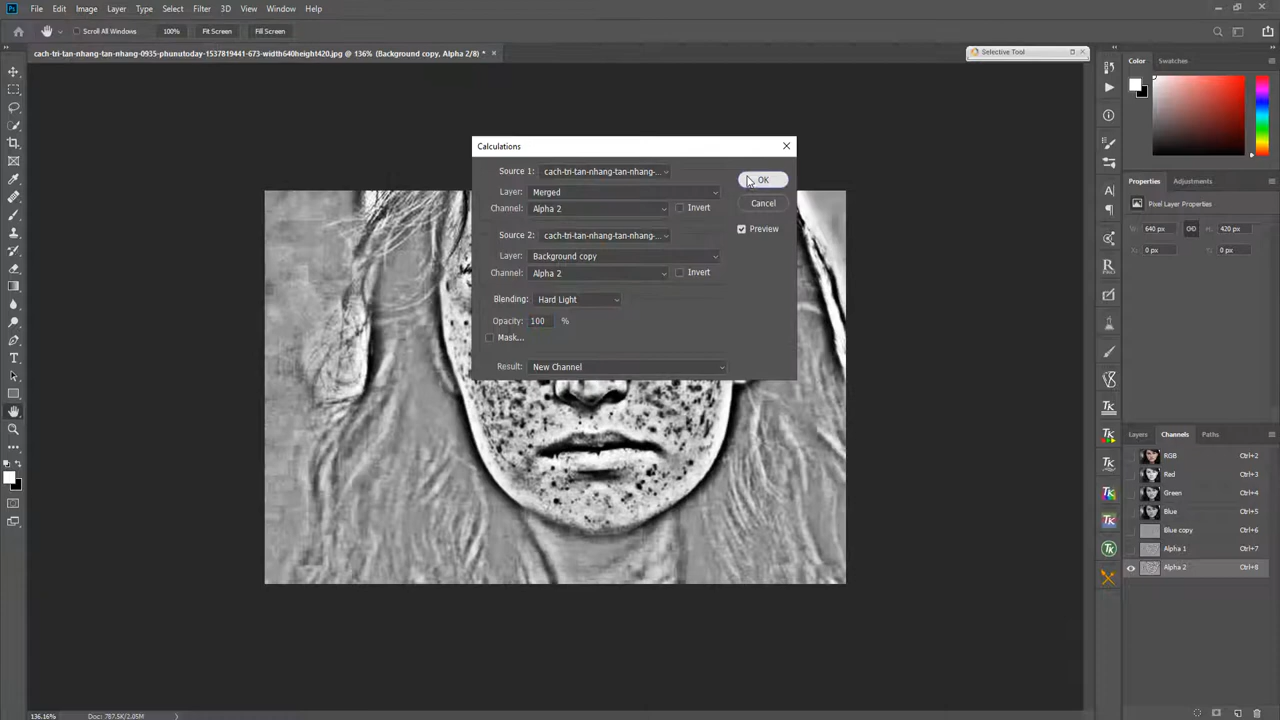 File Edit Image Layer Type Select Filter 3D View Window Help
Scroll All Windows 100% Fit Screen Fill Screen
cach-tri-tan-nhang-tan-nhang-0935-phunutoday-1537819441-673-width640height420.jpg @ 136% (Background copy, Alpha 2/8) *
Selective Tool
Color Swatches
Calculations
Source 1: cach-tri-tan-nhang-tan-nhang-...
OK
Layer: Merged
Channel: Alpha 2 Invert
Cancel
Preview
Source 2: cach-tri-tan-nhang-tan-nhang-...
Layer: Background copy
Channel: Alpha 2 Invert
Blending: Hard Light
Opacity: 100 %
Mask...
Result: New Channel
Properties Adjustments
Pixel Layer Properties
W: 640 px H: 420 px
X: 0 px Y: 0 px
Layers Channels Paths
RGB Ctrl+2
Red Ctrl+3
Green Ctrl+4
Blue Ctrl+5
Blue copy Ctrl+6
Alpha 1 Ctrl+7
Alpha 2 Ctrl+8
136.16% Doc: 787.5K/2.05M